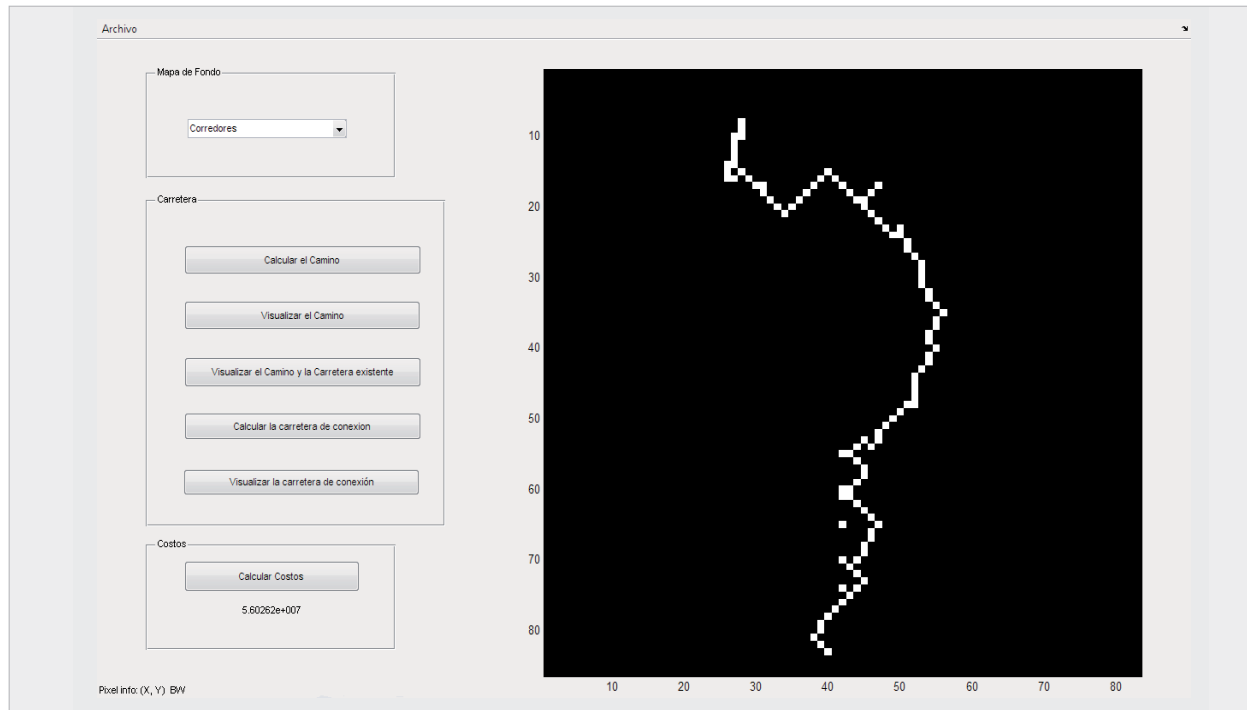 Archivo
Mapa de Fondo
Corredores
Carretera
Calcular el Camino
Visualizar el Camino
Visualizar el Camino y la Carretera existente
Calcular la carretera de conexion
Visualizar la carretera de conexión
Costos
Calcular Costos
5.60262e+007
Pixel info: (X, Y) BW
10
20
30
40
50
60
70
80
10 20 30 40 50 60 70 80